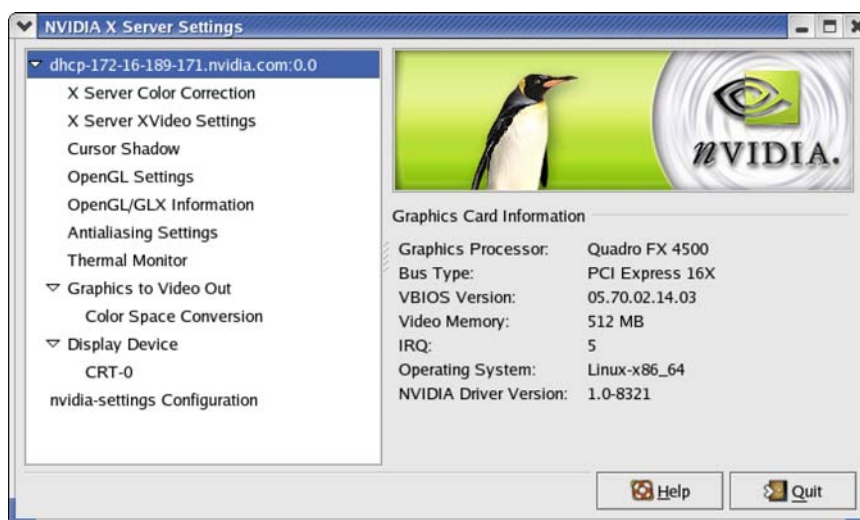 NVIDIA X Server Settings
dhcp-172-16-189-171.nvidia.com:0.0
X Server Color Correction
X Server XVideo Settings
Cursor Shadow
OpenGL Settings
OpenGL/GLX Information
Antialiasing Settings
Thermal Monitor
Graphics to Video Out
Color Space Conversion
Display Device
CRT-0
nvidia-settings Configuration
nVIDIA.
Graphics Card Information
Graphics Processor: Quadro FX 4500
Bus Type: PCI Express 16X
VBIOS Version: 05.70.02.14.03
Video Memory: 512 MB
IRQ: 5
Operating System: Linux-x86_64
NVIDIA Driver Version: 1.0-8321
Help
Quit